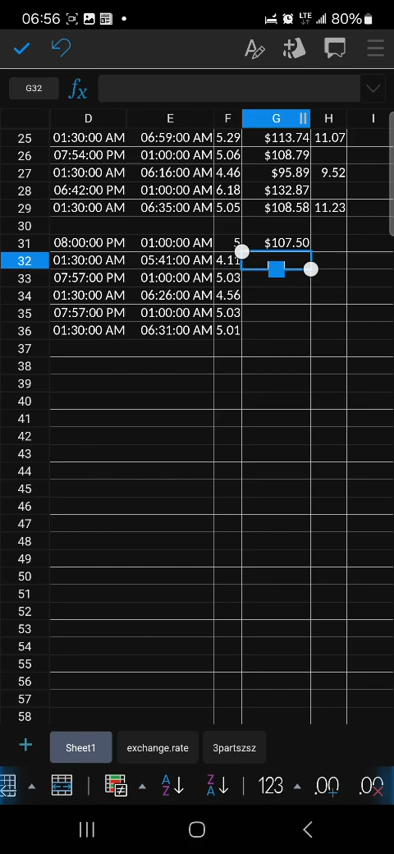 06:56 LTE 80%
G32 fx
D E F G H I
25 01:30:00 AM 06:59:00 AM 5.29 $113.74 11.07
26 07:54:00 PM 01:00:00 AM 5.06 $108.79
27 01:30:00 AM 06:16:00 AM 4.46 $95.89 9.52
28 06:42:00 PM 01:00:00 AM 6.18 $132.87
29 01:30:00 AM 06:35:00 AM 5.05 $108.58 11.23
30
31 08:00:00 PM 01:00:00 AM 5 $107.50
32 01:30:00 AM 05:41:00 AM 4.11
33 07:57:00 PM 01:00:00 AM 5.03
34 01:30:00 AM 06:26:00 AM 4.56
35 07:57:00 PM 01:00:00 AM 5.03
36 01:30:00 AM 06:31:00 AM 5.01
37
38
39
40
41
42
43
44
45
46
47
48
49
50
51
52
53
54
55
56
57
58
+ Sheet1 exchange.rate 3partszsz
A Z Z A 123 .00 .00